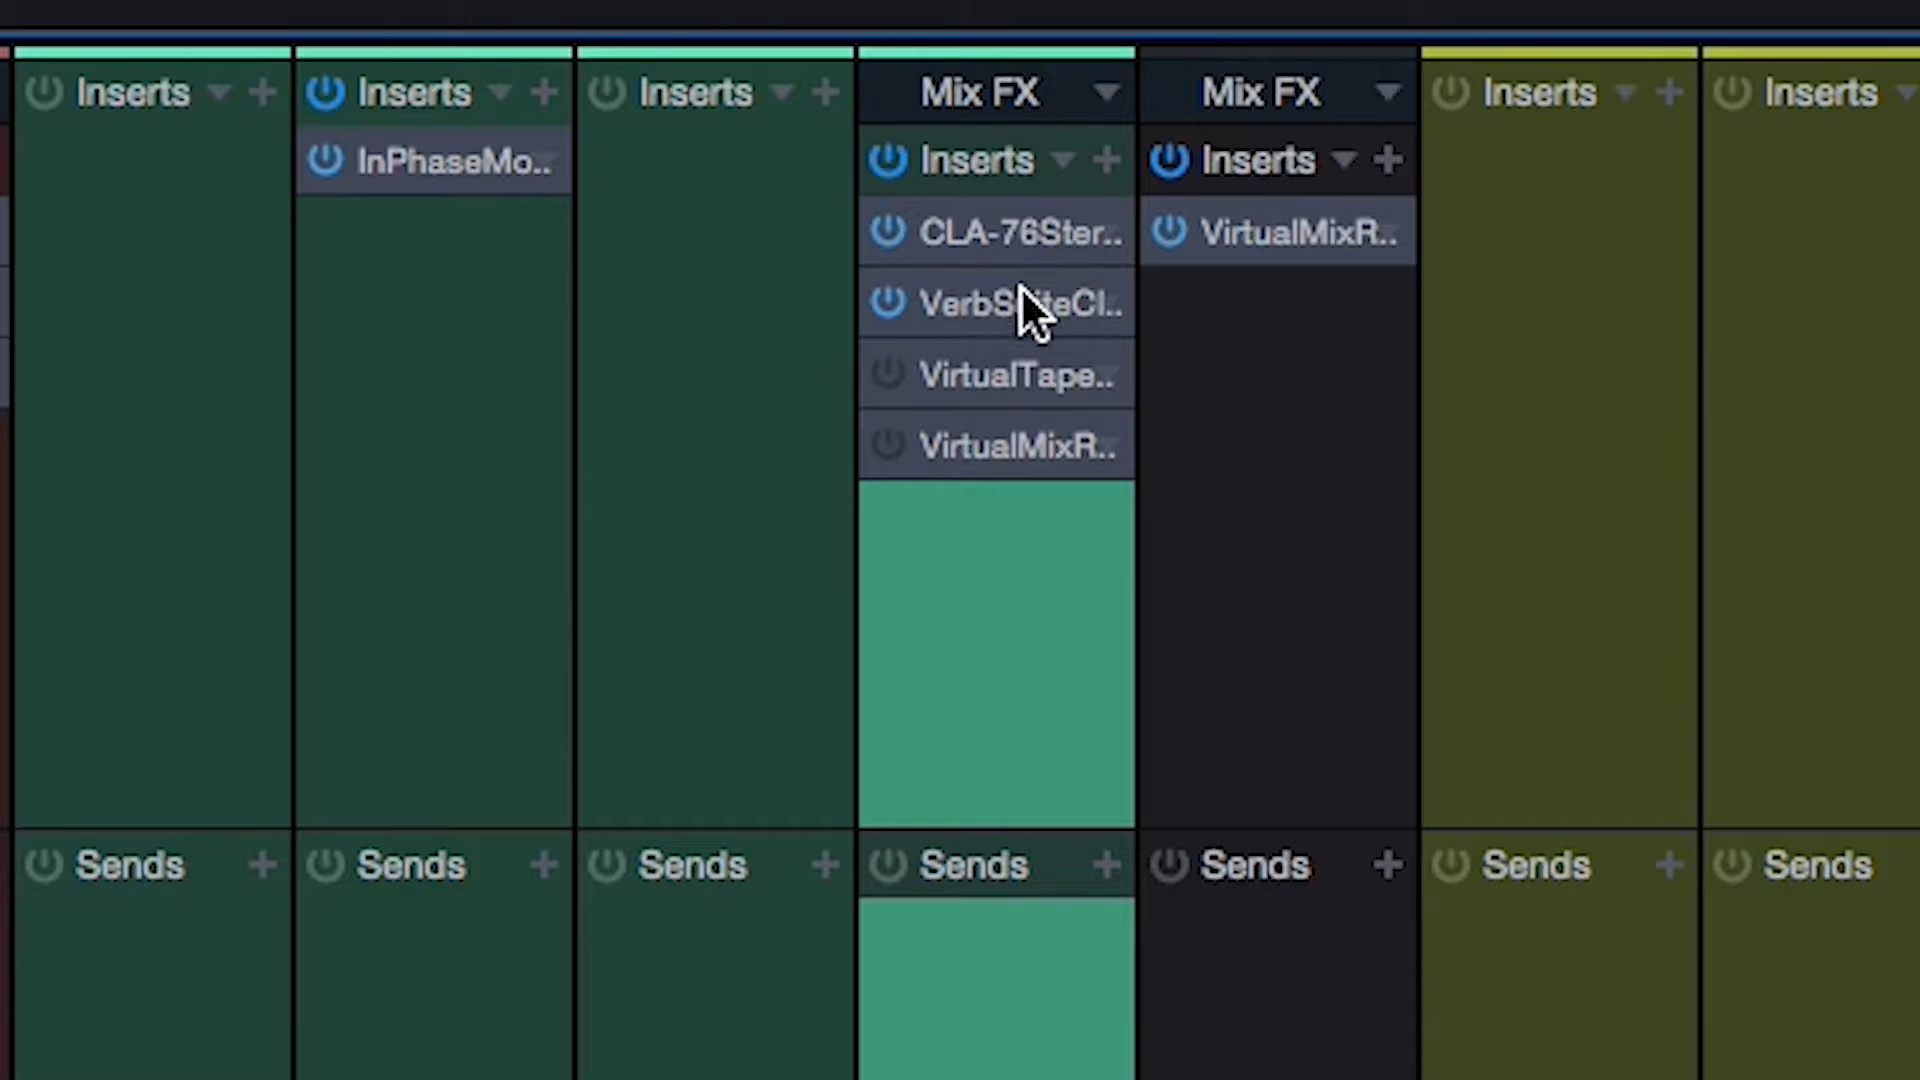 Inserts
Inserts
InPhaseMo..
Inserts
Mix FX
Inserts
CLA-76Ster..
VerbSuiteCl..
VirtualTape..
VirtualMixR..
Mix FX
Inserts
VirtualMixR..
Inserts
Inserts
Sends
Sends
Sends
Sends
Sends
Sends
Sends